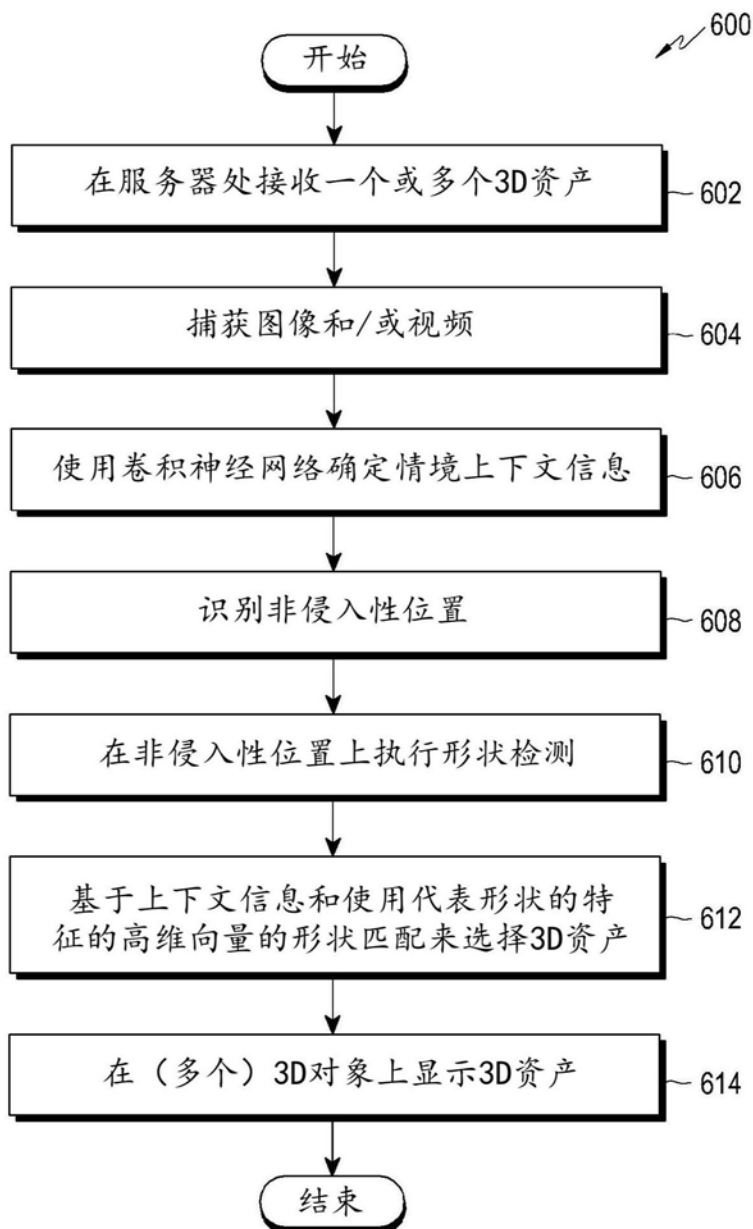 600
开始
在服务器处接收一个或多个3D资产
602
捕获图像和/或视频
604
使用卷积神经网络确定情境上下文信息
606
识别非侵入性位置
608
在非侵入性位置上执行形状检测
610
基于上下文信息和使用代表形状的特
征的高维向量的形状匹配来选择3D资产
612
在（多个）3D对象上显示3D资产
614
结束